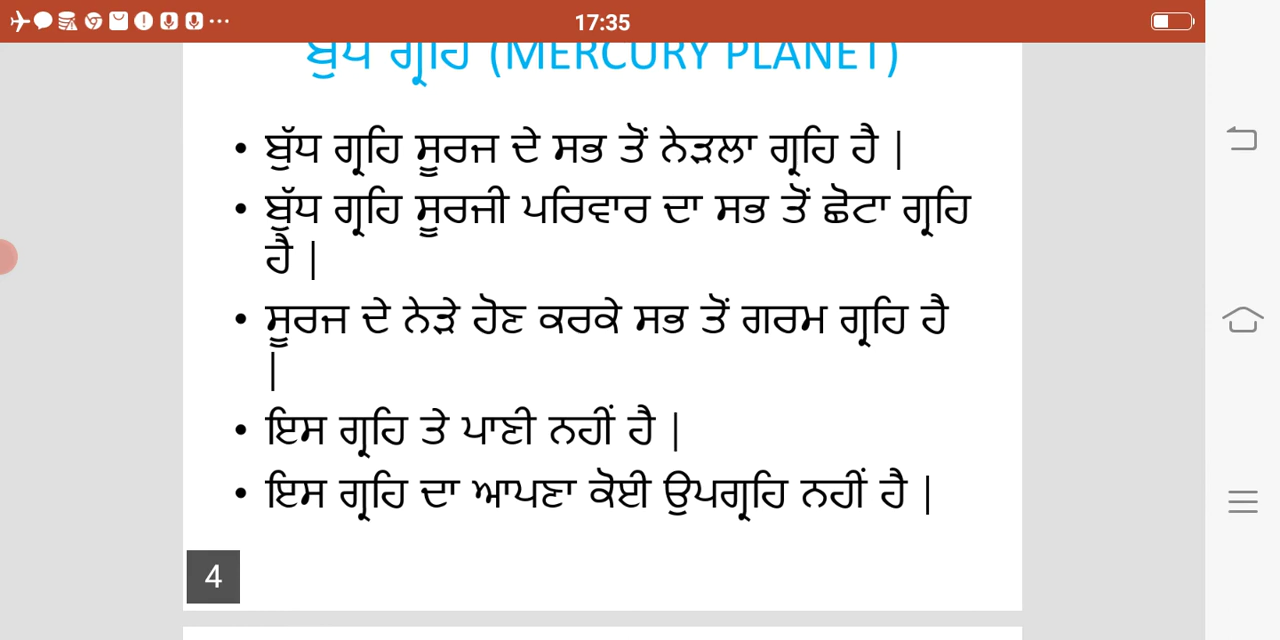 17:35
ਬੁੱਧ ਗ੍ਰਹਿ (MERCURY PLANET)
• ਬੁੱਧ ਗ੍ਰਹਿ ਸੂਰਜ ਦੇ ਸਭ ਤੋਂ ਨੇੜਲਾ ਗ੍ਰਹਿ ਹੈ |
• ਬੁੱਧ ਗ੍ਰਹਿ ਸੂਰਜੀ ਪਰਿਵਾਰ ਦਾ ਸਭ ਤੋਂ ਛੋਟਾ ਗ੍ਰਹਿ
ਹੈ |
• ਸੂਰਜ ਦੇ ਨੇੜੇ ਹੋਣ ਕਰਕੇ ਸਭ ਤੋਂ ਗਰਮ ਗ੍ਰਹਿ ਹੈ
|
• ਇਸ ਗ੍ਰਹਿ ਤੇ ਪਾਣੀ ਨਹੀਂ ਹੈ |
• ਇਸ ਗ੍ਰਹਿ ਦਾ ਆਪਣਾ ਕੋਈ ਉਪਗ੍ਰਹਿ ਨਹੀਂ ਹੈ |
4